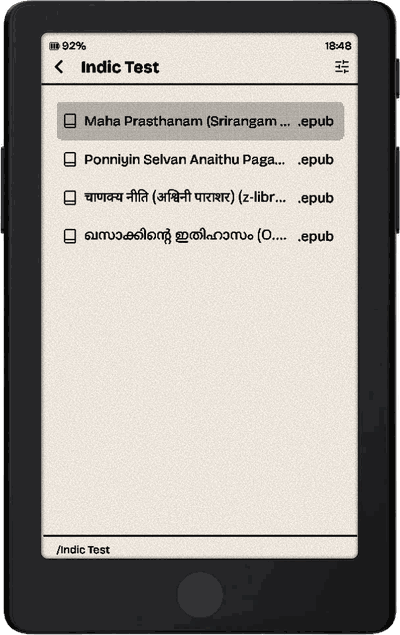 92%
18:48
Indic Test
Maha Prasthanam (Srirangam ... .epub
Ponniyin Selvan Anaithu Paga... .epub
चाणक्य नीति (अश्विनी पाराशर) (z-libr... .epub
ഖസാക്കിന്റെ ഇതിഹാസം (O.... .epub
/Indic Test